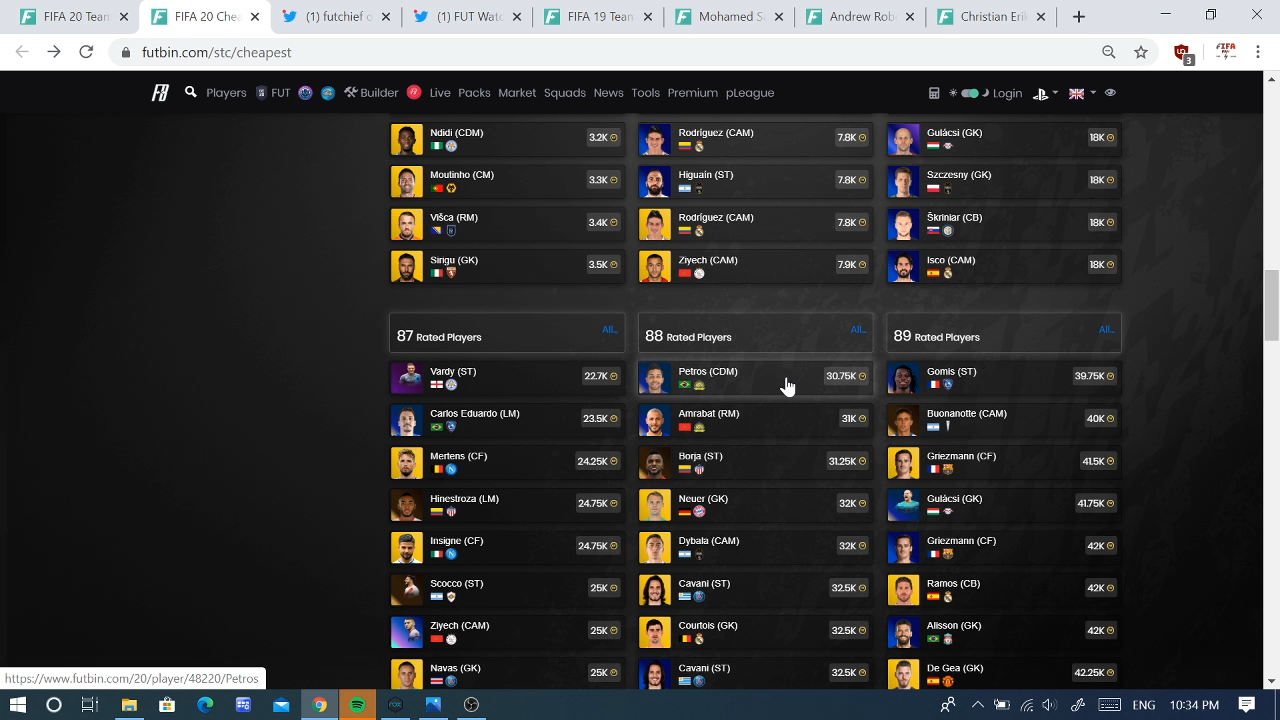 FIFA 20 Team
FIFA 20 Che
(1) futchief o
(1) FUT Wat
FIFA 19 Team
Mohamed S
Andrew Rob
Christian Erik
futbin.com/stc/cheapest
3
Players FUT Builder Live Packs Market Squads News Tools Premium pLeague Login
Ndidi (CDM) 3.2K
Rodríguez (CAM) 7.8K
Gulácsi (GK) 18K
Moutinho (CM) 3.3K
Higuaín (ST) 7.8K
Szczesny (GK) 18K
Višca (RM) 3.4K
Rodríguez (CAM) 7.8K
Škriniar (CB) 18K
Sirigu (GK) 3.5K
Ziyech (CAM) 7.9K
Isco (CAM) 18K
87 Rated Players All...
88 Rated Players All...
89 Rated Players All...
Vardy (ST) 22.7K
Petros (CDM) 30.75K
Gomis (ST) 39.75K
Carlos Eduardo (LM) 23.5K
Amrabat (RM) 31K
Buonanotte (CAM) 40K
Mertens (CF) 24.25K
Borja (ST) 31.25K
Griezmann (CF) 41.5K
Hinestroza (LM) 24.75K
Neuer (GK) 32K
Gulácsi (GK) 41.75K
Insigne (CF) 24.75K
Dybala (CAM) 32K
Griezmann (CF) 42K
Scocco (ST) 25K
Cavani (ST) 32.5K
Ramos (CB) 42K
Ziyech (CAM) 25K
Courtois (GK) 32.5K
Alisson (GK) 42K
Navas (GK) 25K
Cavani (ST) 32.5K
De Gea (GK) 42.25K
https://www.futbin.com/20/player/48220/Petros
ENG 10:34 PM